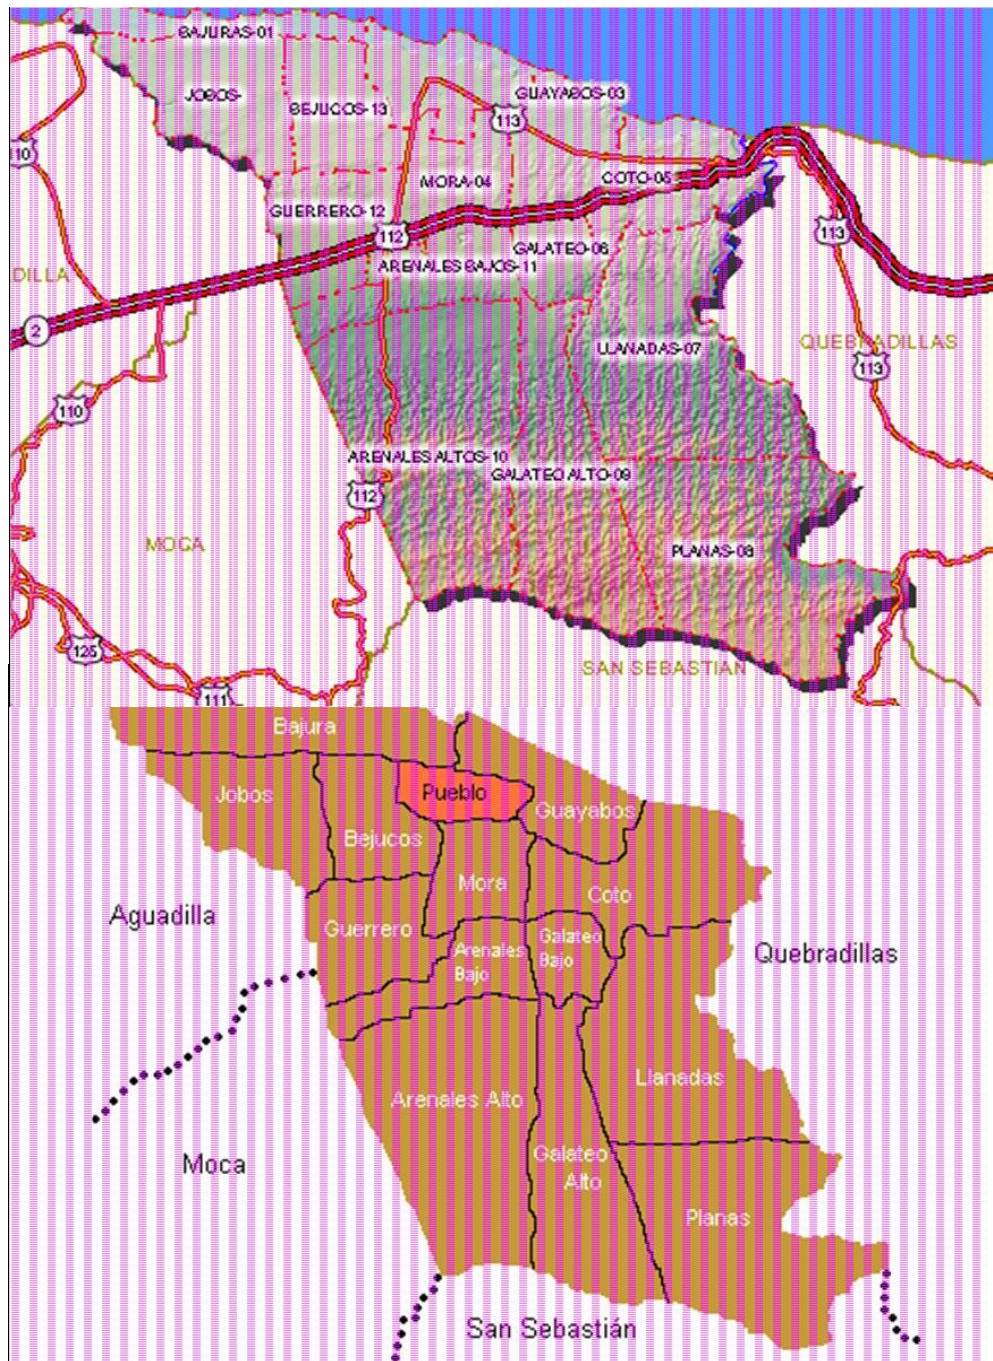 BAJURAS-01
JOBOS-
BEJUCOS-13
GUAYABOS-03
113
110
MORA-04
COTO-05
GUERRERO-12
112
113
GALATEO-06
ARENALES BAJOS-11
DILLA
2
LLANADAS-07
QUEBRADILLAS
113
110
ARENALES ALTOS-10
GALATEO ALTO-09
112
MOCA
PLANAS-08
125
SAN SEBASTIAN
111
Bajura
Jobos
Pueblo
Guayabos
Bejucos
Mora
Coto
Aguadilla
Guerrero
Arenales
Bajo
Galateo
Bajo
Quebradillas
Llanadas
Arenales Alto
Moca
Galateo
Alto
Planas
San Sebastián